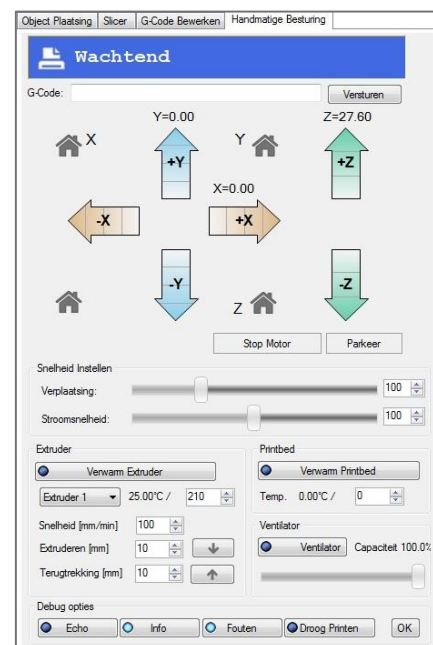 Object Plaatsing Slicer G-Code Bewerken Handmatige Besturing
Wachtend
G-Code: Versturen
Y=0.00 Z=27.60
X Y
+Y +Z
X=0.00
-X +X
-Y -Z
Z
Stop Motor Parkeer
Snelheid Instellen
Verplaatsing: 100
Stroomsnelheid: 100
Extruder Printbed
Verwarm Extruder Verwarm Printbed
Extruder 1 25.00°C / 210 Temp. 0.00°C / 0
Snelheid [mm/min] 100 Ventilator
Extruderen [mm] 10 Ventilator Capaciteit 100.0%
Terugtrekking [mm] 10
Debug opties
Echo Info Fouten Droog Printen OK